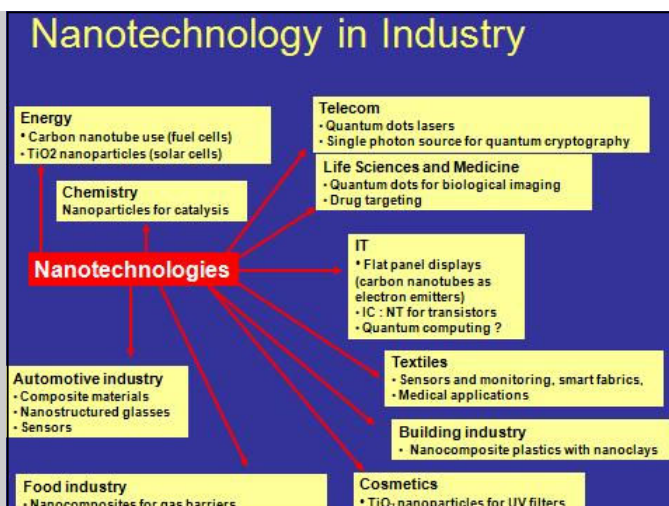 Nanotechnology in Industry
Energy
• Carbon nanotube use (fuel cells)
• TiO2 nanoparticles (solar cells)
Telecom
• Quantum dots lasers
• Single photon source for quantum cryptography
Chemistry
Nanoparticles for catalysis
Life Sciences and Medicine
• Quantum dots for biological imaging
• Drug targeting
Nanotechnologies
IT
• Flat panel displays
(carbon nanotubes as
electron emitters)
• IC : NT for transistors
• Quantum computing ?
Automotive industry
• Composite materials
• Nanostructured glasses
• Sensors
Textiles
• Sensors and monitoring, smart fabrics,
• Medical applications
Building industry
• Nanocomposite plastics with nanoclays
Food industry
• Nanocomposites for gas barriers
Cosmetics
• TiO₂ nanoparticles for UV filters